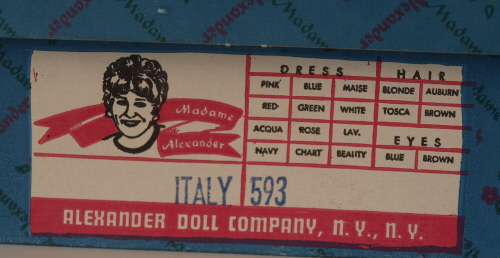 Madame
Alexander
DRESS HAIR
PINK BLUE MAISE BLONDE AUBURN
RED GREEN WHITE TOSCA BROWN
ACQUA ROSE LAV. EYES
NAVY CHART BEAUTY BLUE BROWN
ITALY 593
ALEXANDER DOLL COMPANY, N.Y., N.Y.